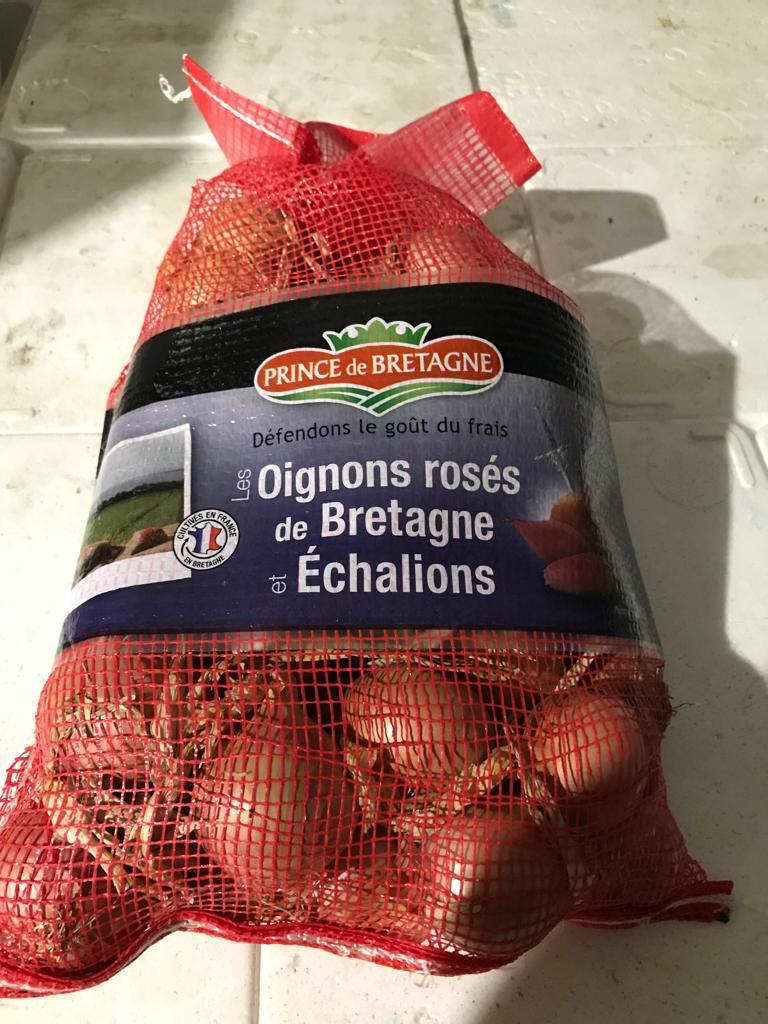 PRINCE de BRETAGNE
Défendons le goût du frais
Les Oignons rosés
de Bretagne
et Échalions
CULTIVÉS EN FRANCE
EN BRETAGNE